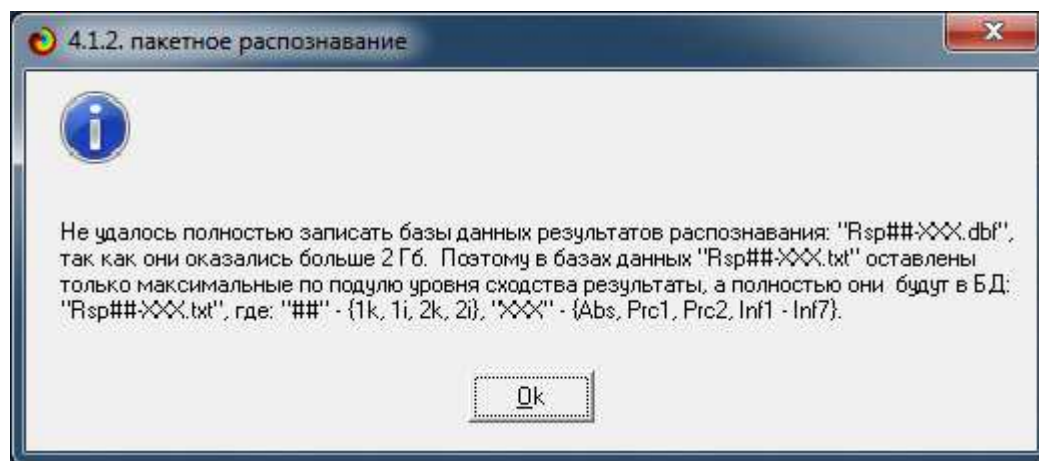 4.1.2. пакетное распознавание
Не удалось полностью записать базы данных результатов распознавания: "Rsp##-XXX.dbf",
так как они оказались больше 2 Гб. Поэтому в базах данных "Rsp##-XXX.txt" оставлены
только максимальные по подулю уровня сходства результаты, а полностью они будут в БД:
"Rsp##-XXX.txt", где: "##" - {1k, 1i, 2k, 2i}, "XXX" - {Abs, Prc1, Prc2, Inf1 - Inf7}.
Ok